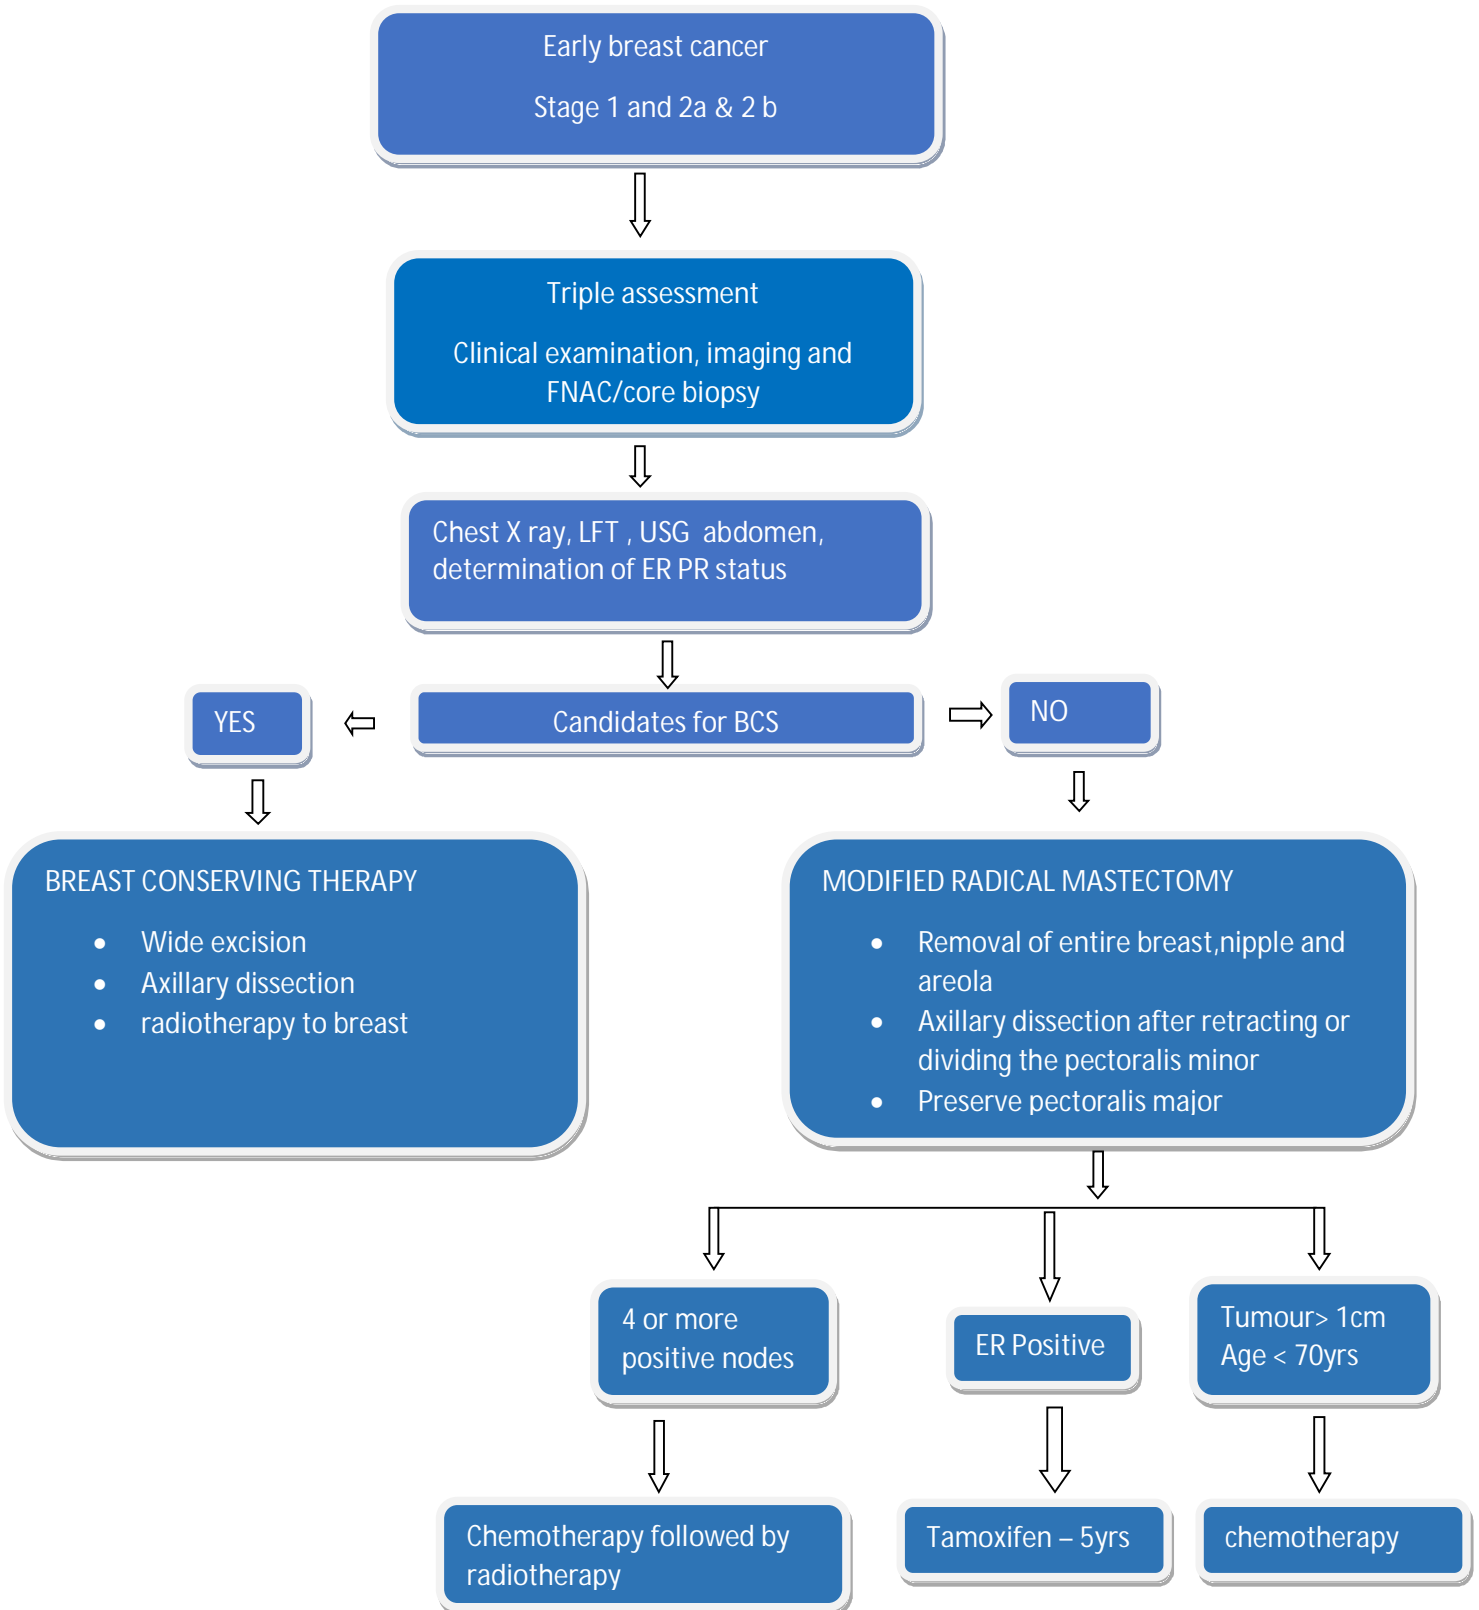 Early breast cancer
Stage 1 and 2a & 2 b
Triple assessment
Clinical examination, imaging and
FNAC/core biopsy
Chest X ray, LFT , USG abdomen,
determination of ER PR status
YES
Candidates for BCS
NO
BREAST CONSERVING THERAPY
• Wide excision
• Axillary dissection
• radiotherapy to breast
MODIFIED RADICAL MASTECTOMY
• Removal of entire breast,nipple and
areola
• Axillary dissection after retracting or
dividing the pectoralis minor
• Preserve pectoralis major
4 or more
positive nodes
ER Positive
Tumour> 1cm
Age < 70yrs
Chemotherapy followed by
radiotherapy
Tamoxifen – 5yrs
chemotherapy